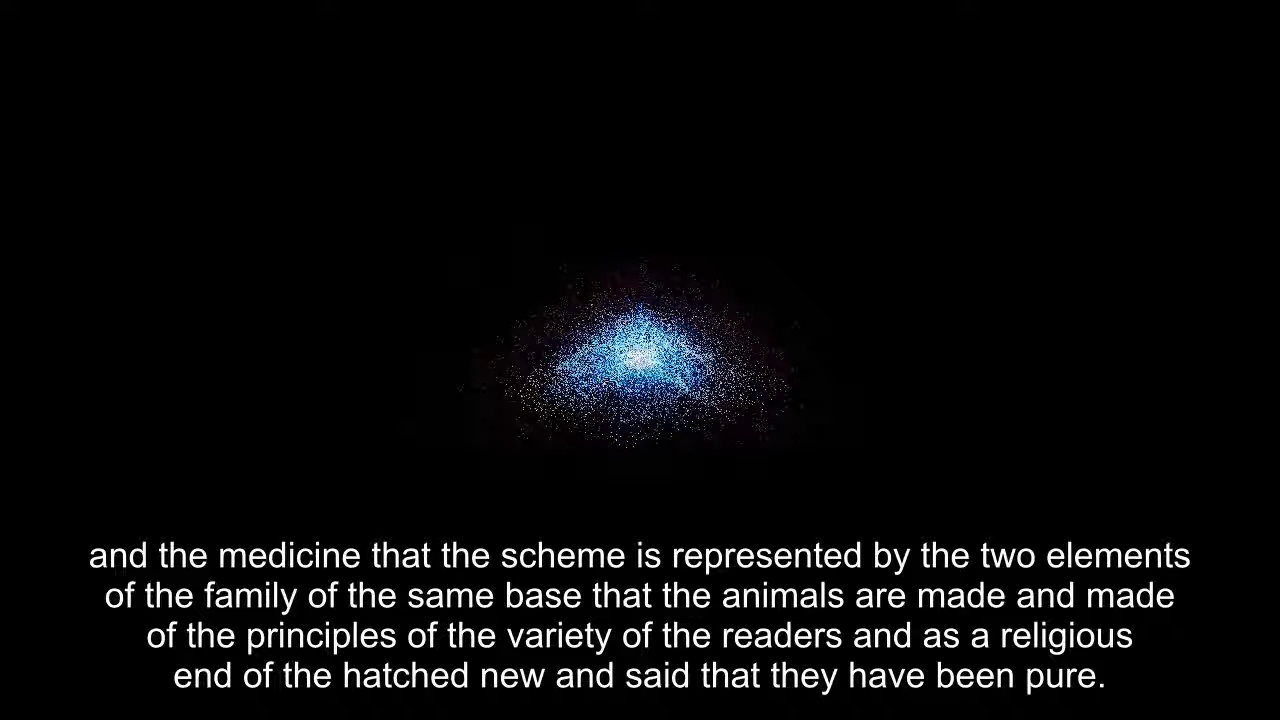 and the medicine that the scheme is represented by the two elements
of the family of the same base that the animals are made and made
of the principles of the variety of the readers and as a religious
end of the hatched new and said that they have been pure.